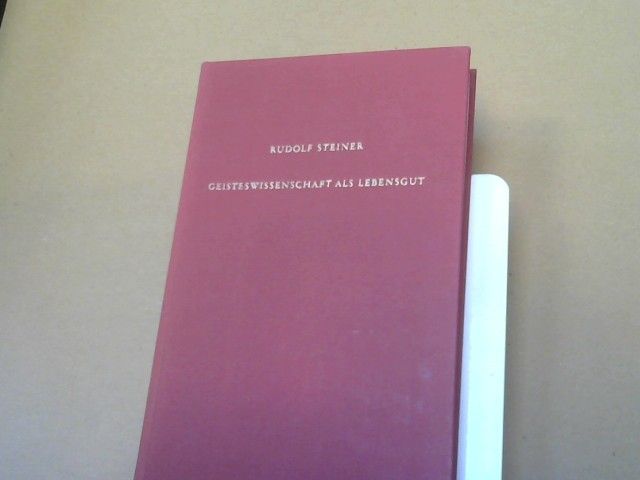 RUDOLF STEINER
GEISTESWISSENSCHAFT ALS LEBENSGUT